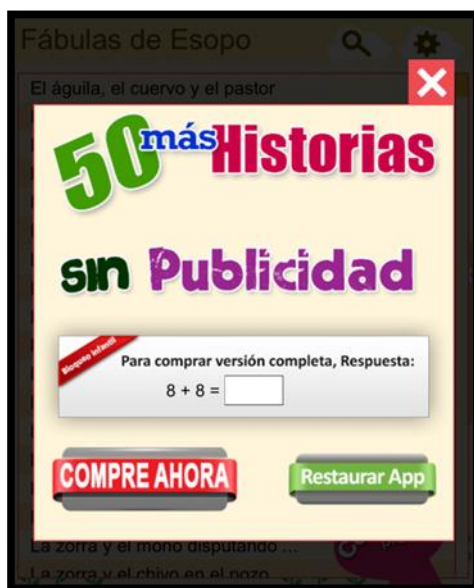 Fábulas de Esopo
El águila, el cuervo y el pastor
50 más Historias
sin Publicidad
Bloqueo Infantil
Para comprar versión completa, Respuesta:
8 + 8 =
COMPRE AHORA
Restaurar App
La zorra y el mono disputando ...
La zorra y el chivo en el pozo